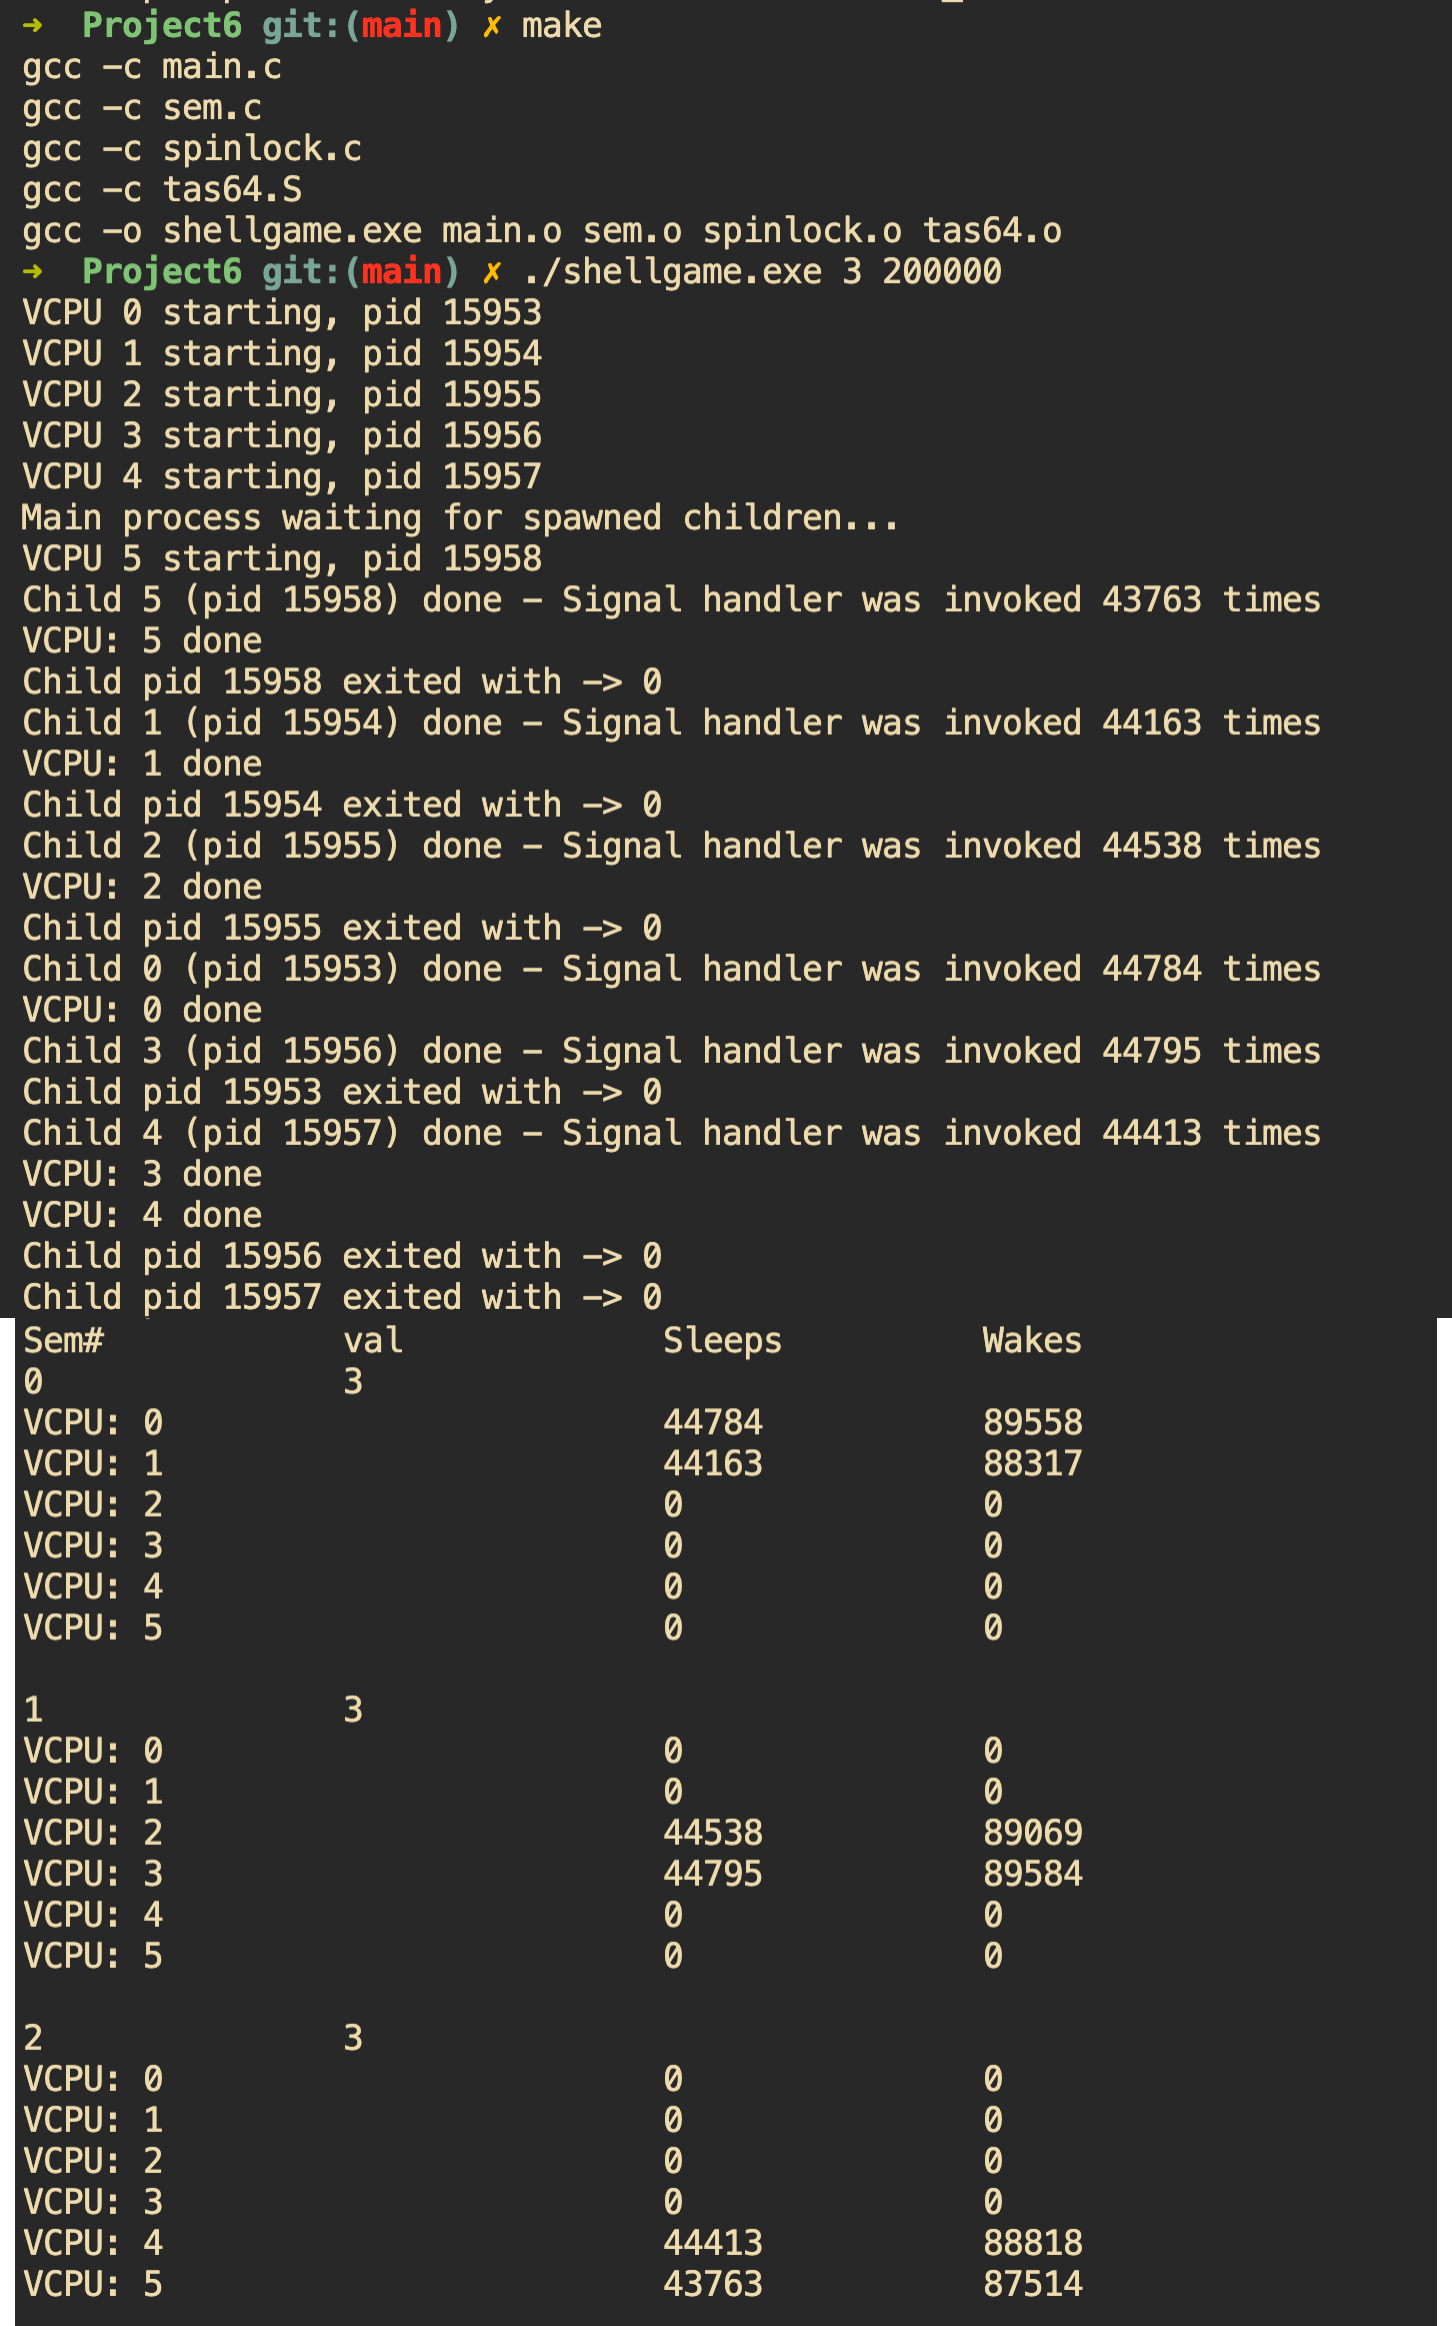 ➜  Project6 git:(main) ✗ make
gcc -c main.c
gcc -c sem.c
gcc -c spinlock.c
gcc -c tas64.S
gcc -o shellgame.exe main.o sem.o spinlock.o tas64.o
➜  Project6 git:(main) ✗ ./shellgame.exe 3 200000
VCPU 0 starting, pid 15953
VCPU 1 starting, pid 15954
VCPU 2 starting, pid 15955
VCPU 3 starting, pid 15956
VCPU 4 starting, pid 15957
Main process waiting for spawned children...
VCPU 5 starting, pid 15958
Child 5 (pid 15958) done - Signal handler was invoked 43763 times
VCPU: 5 done
Child pid 15958 exited with -> 0
Child 1 (pid 15954) done - Signal handler was invoked 44163 times
VCPU: 1 done
Child pid 15954 exited with -> 0
Child 2 (pid 15955) done - Signal handler was invoked 44538 times
VCPU: 2 done
Child pid 15955 exited with -> 0
Child 0 (pid 15953) done - Signal handler was invoked 44784 times
VCPU: 0 done
Child 3 (pid 15956) done - Signal handler was invoked 44795 times
Child pid 15953 exited with -> 0
Child 4 (pid 15957) done - Signal handler was invoked 44413 times
VCPU: 3 done
VCPU: 4 done
Child pid 15956 exited with -> 0
Child pid 15957 exited with -> 0
Sem#            val             Sleeps          Wakes
0               3
VCPU: 0                         44784           89558
VCPU: 1                         44163           88317
VCPU: 2                         0               0
VCPU: 3                         0               0
VCPU: 4                         0               0
VCPU: 5                         0               0
1               3
VCPU: 0                         0               0
VCPU: 1                         0               0
VCPU: 2                         44538           89069
VCPU: 3                         44795           89584
VCPU: 4                         0               0
VCPU: 5                         0               0
2               3
VCPU: 0                         0               0
VCPU: 1                         0               0
VCPU: 2                         0               0
VCPU: 3                         0               0
VCPU: 4                         44413           88818
VCPU: 5                         43763           87514